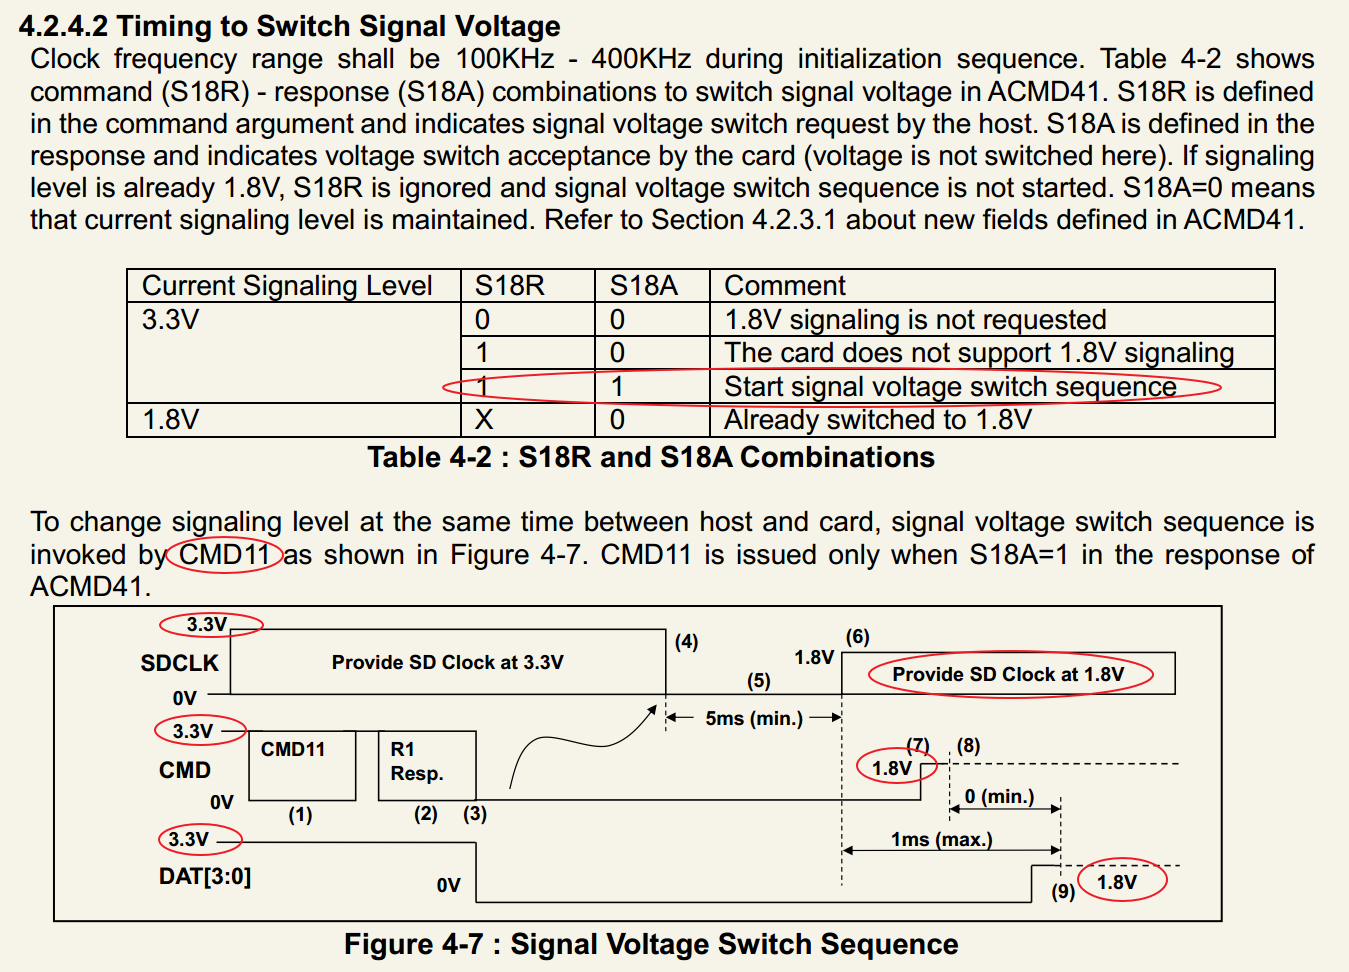 4.2.4.2 Timing to Switch Signal Voltage
Clock frequency range shall be 100KHz - 400KHz during initialization sequence. Table 4-2 shows
command (S18R) - response (S18A) combinations to switch signal voltage in ACMD41. S18R is defined
in the command argument and indicates signal voltage switch request by the host. S18A is defined in the
response and indicates voltage switch acceptance by the card (voltage is not switched here). If signaling
level is already 1.8V, S18R is ignored and signal voltage switch sequence is not started. S18A=0 means
that current signaling level is maintained. Refer to Section 4.2.3.1 about new fields defined in ACMD41.
Current Signaling Level S18R S18A Comment
3.3V 0 0 1.8V signaling is not requested
1 0 The card does not support 1.8V signaling
1 1 Start signal voltage switch sequence
1.8V X 0 Already switched to 1.8V
Table 4-2 : S18R and S18A Combinations
To change signaling level at the same time between host and card, signal voltage switch sequence is
invoked by CMD11 as shown in Figure 4-7. CMD11 is issued only when S18A=1 in the response of
ACMD41.
3.3V
(4)
(6)
SDCLK
Provide SD Clock at 3.3V
1.8V
Provide SD Clock at 1.8V
(5)
0V
5ms (min.)
3.3V
CMD11
R1
Resp.
(7)
(8)
CMD
1.8V
0V
(1)
(2)
(3)
0 (min.)
3.3V
1ms (max.)
DAT[3:0]
0V
(9)
1.8V
Figure 4-7 : Signal Voltage Switch Sequence